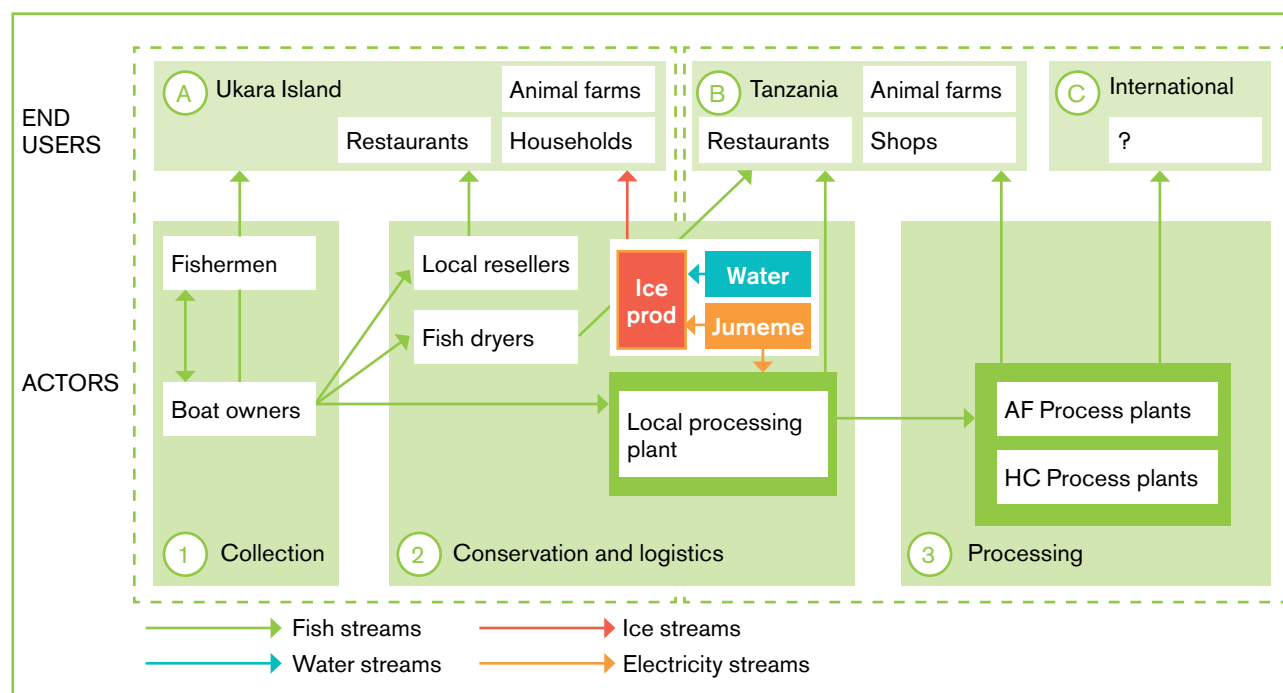 END
USERS
A
Ukara Island
Animal farms
Restaurants
Households
B
Tanzania
Animal farms
Restaurants
Shops
C
International
?
ACTORS
Fishermen
Boat owners
1
Collection
Local resellers
Fish dryers
Ice
prod
Water
Jumeme
Local processing
plant
2
Conservation and logistics
AF Process plants
HC Process plants
3
Processing
Fish streams
Ice streams
Water streams
Electricity streams